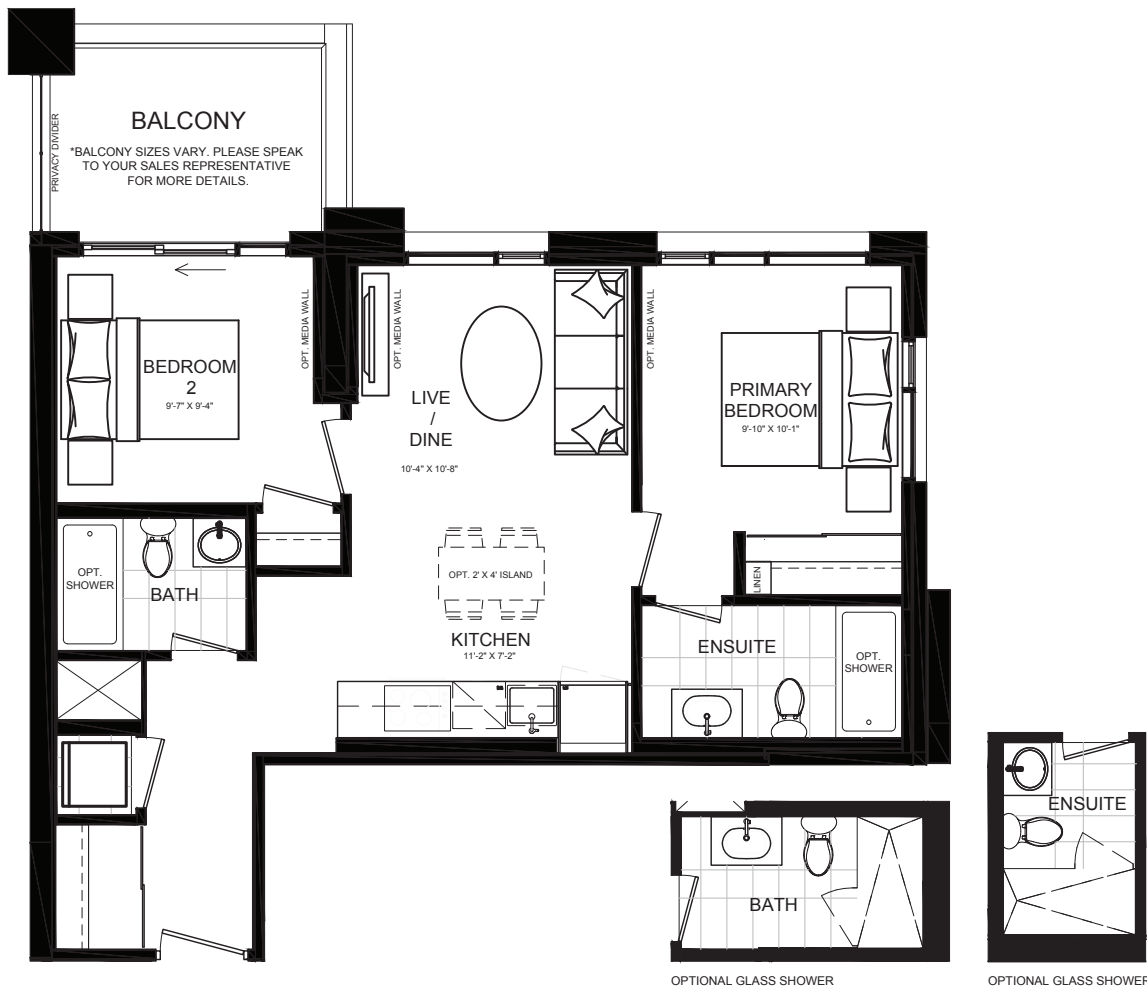 BALCONY
*BALCONY SIZES VARY. PLEASE SPEAK
TO YOUR SALES REPRESENTATIVE
FOR MORE DETAILS.
PRIVACY DIVIDER
BEDROOM
2
9'-7" X 9'-4"
OPT. MEDIA WALL
OPT. MEDIA WALL
LIVE
/
DINE
10'-4" X 10'-8"
OPT. MEDIA WALL
PRIMARY
BEDROOM
9'-10" X 10'-1"
OPT.
SHOWER
BATH
OPT. 2' X 4' ISLAND
KITCHEN
11'-2" X 7'-2"
LINEN
ENSUITE
OPT.
SHOWER
BATH
OPTIONAL GLASS SHOWER
ENSUITE
OPTIONAL GLASS SHOWER